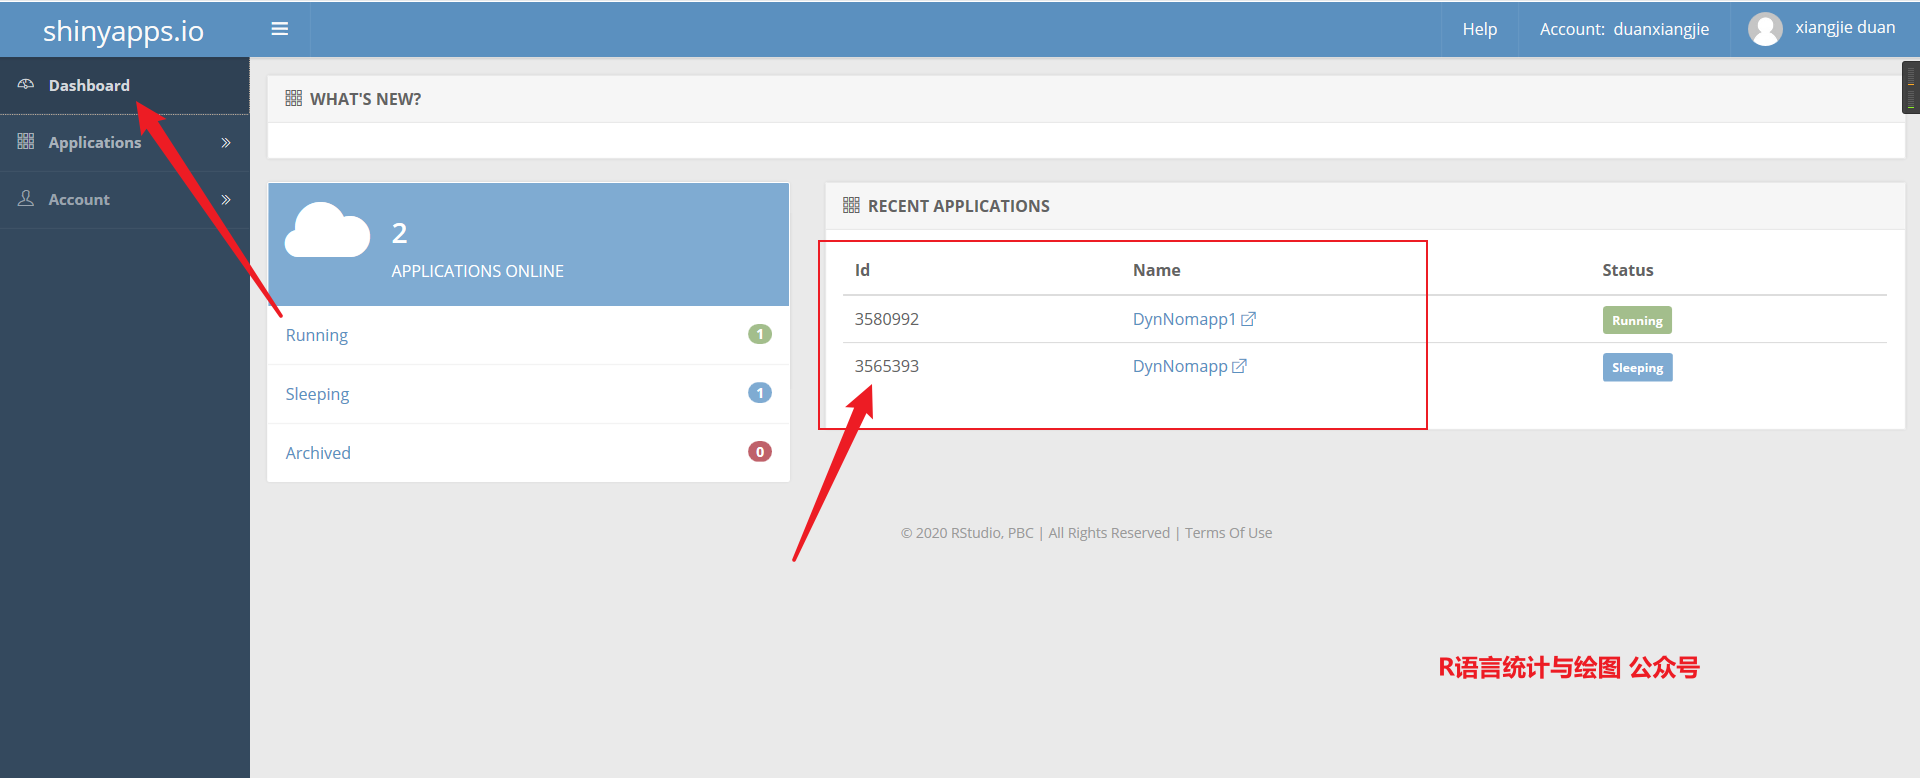 shinyapps.io
Help
Account: duanxiangjie
xiangjie duan
Dashboard
Applications
Account
WHAT'S NEW?
2
APPLICATIONS ONLINE
Running 1
Sleeping 1
Archived 0
RECENT APPLICATIONS
Id Name Status
3580992 DynNomapp1 Running
3565393 DynNomapp Sleeping
© 2020 RStudio, PBC | All Rights Reserved | Terms Of Use
R语言统计与绘图 公众号